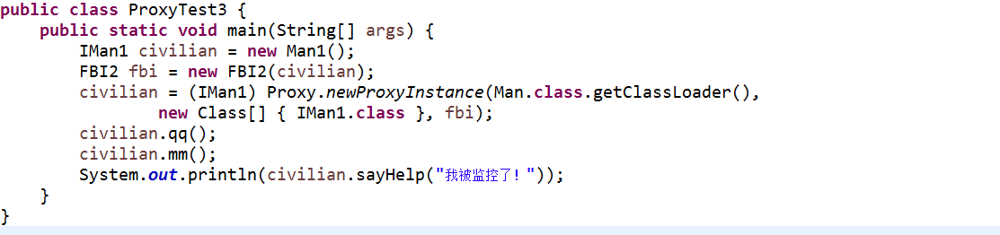 public class ProxyTest3 {
    public static void main(String[] args) {
        IMan1 civilian = new Man1();
        FBI2 fbi = new FBI2(civilian);
        civilian = (IMan1) Proxy.newProxyInstance(Man.class.getClassLoader(),
                new Class[] { IMan1.class }, fbi);
        civilian.qq();
        civilian.mm();
        System.out.println(civilian.sayHelp("我被监控了！"));
    }
}